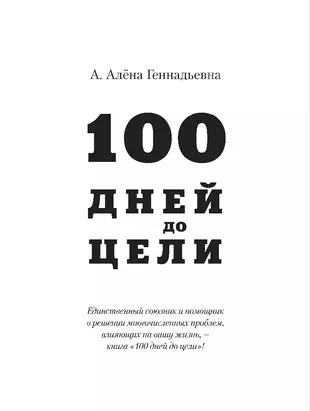 А. Алёна Геннадьевна
100
ДНЕЙ
ДО
ЦЕЛИ
Единственный союзник и помощник
в решении многочисленных проблем,
влияющих на вашу жизнь, –
книга «100 дней до цели»!